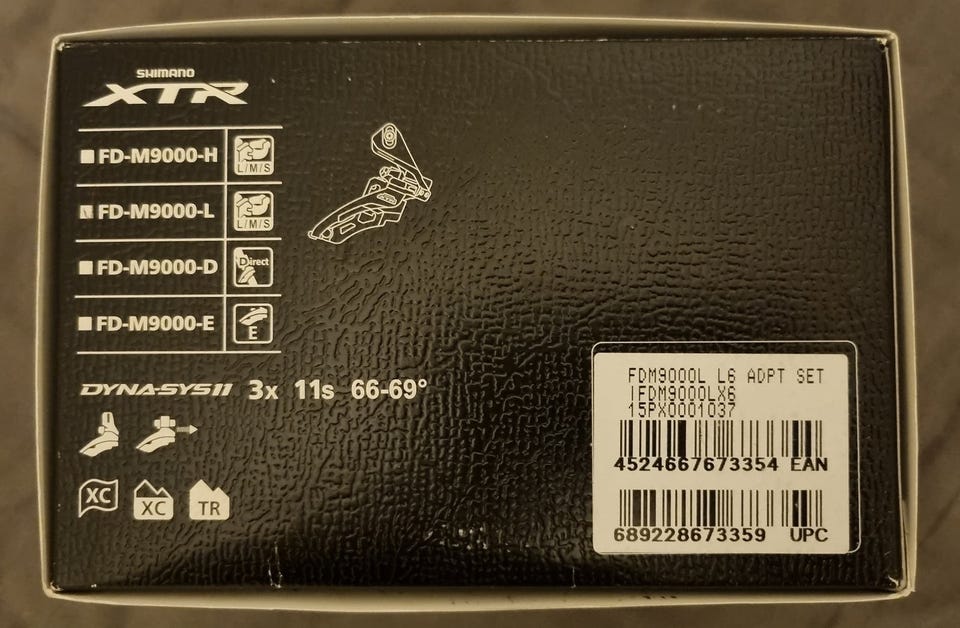 SHIMANO
XTR
FD-M9000-H L/M/S
FD-M9000-L L/M/S
FD-M9000-D Direct
FD-M9000-E E
DYNA-SYS11 3x 11s 66-69°
XC XC TR
FDM9000L L6 ADPT SET
IFDM9000LX6
15PX0001037
4524667673354 EAN
689228673359 UPC